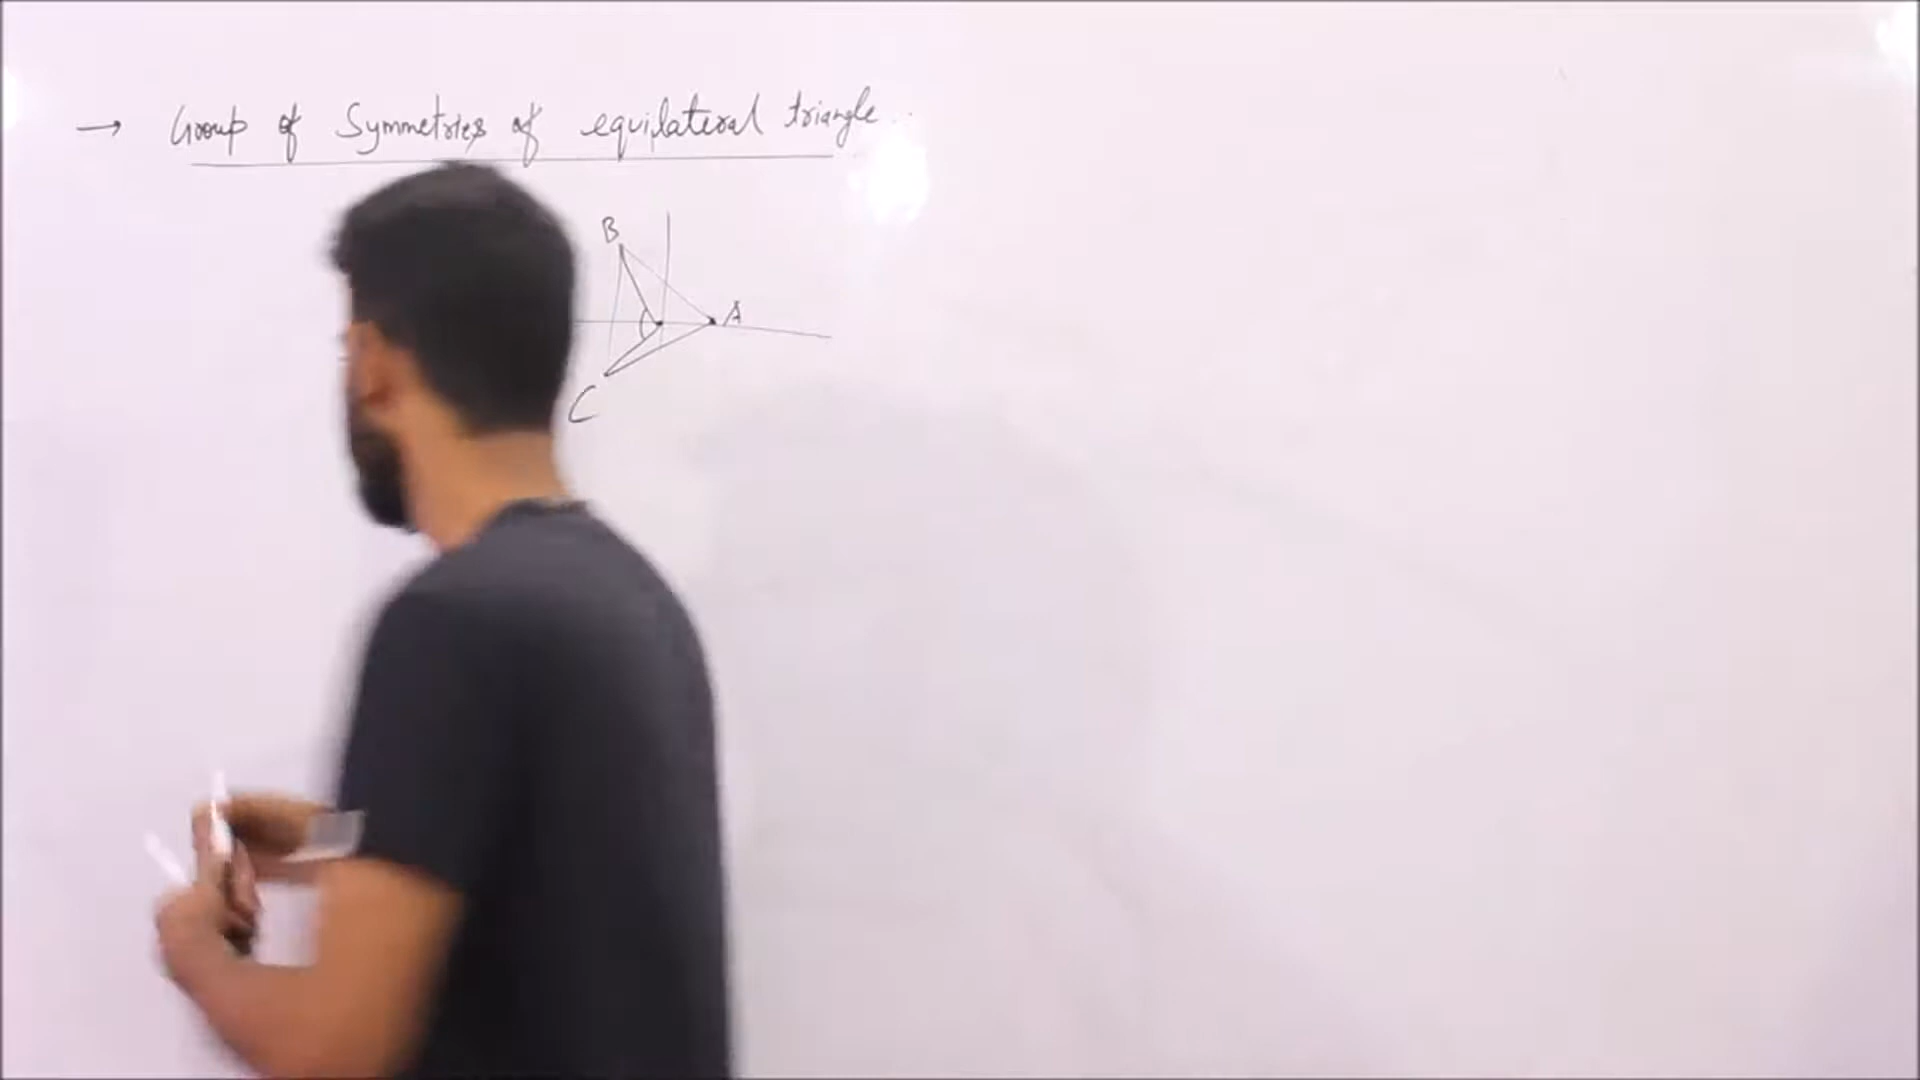 → Group of Symmetries of equilateral triangle
B
A
C